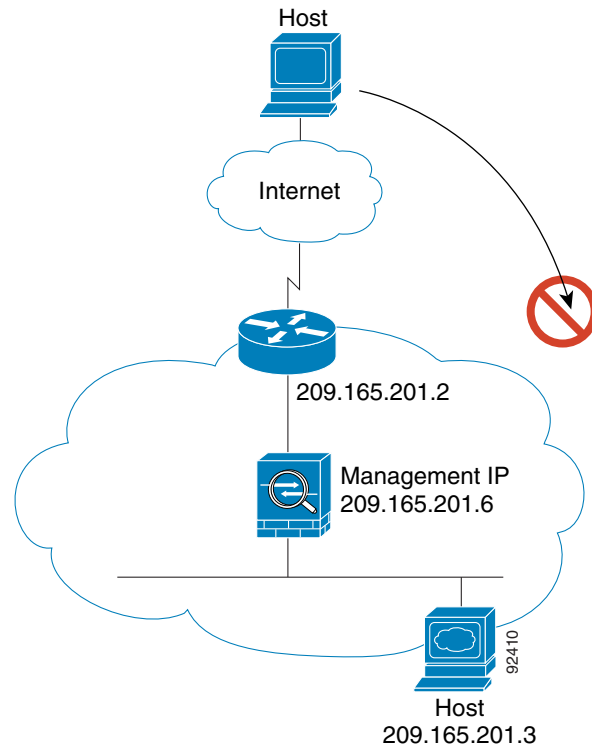 Host
Internet
209.165.201.2
Management IP
209.165.201.6
92410
Host
209.165.201.3